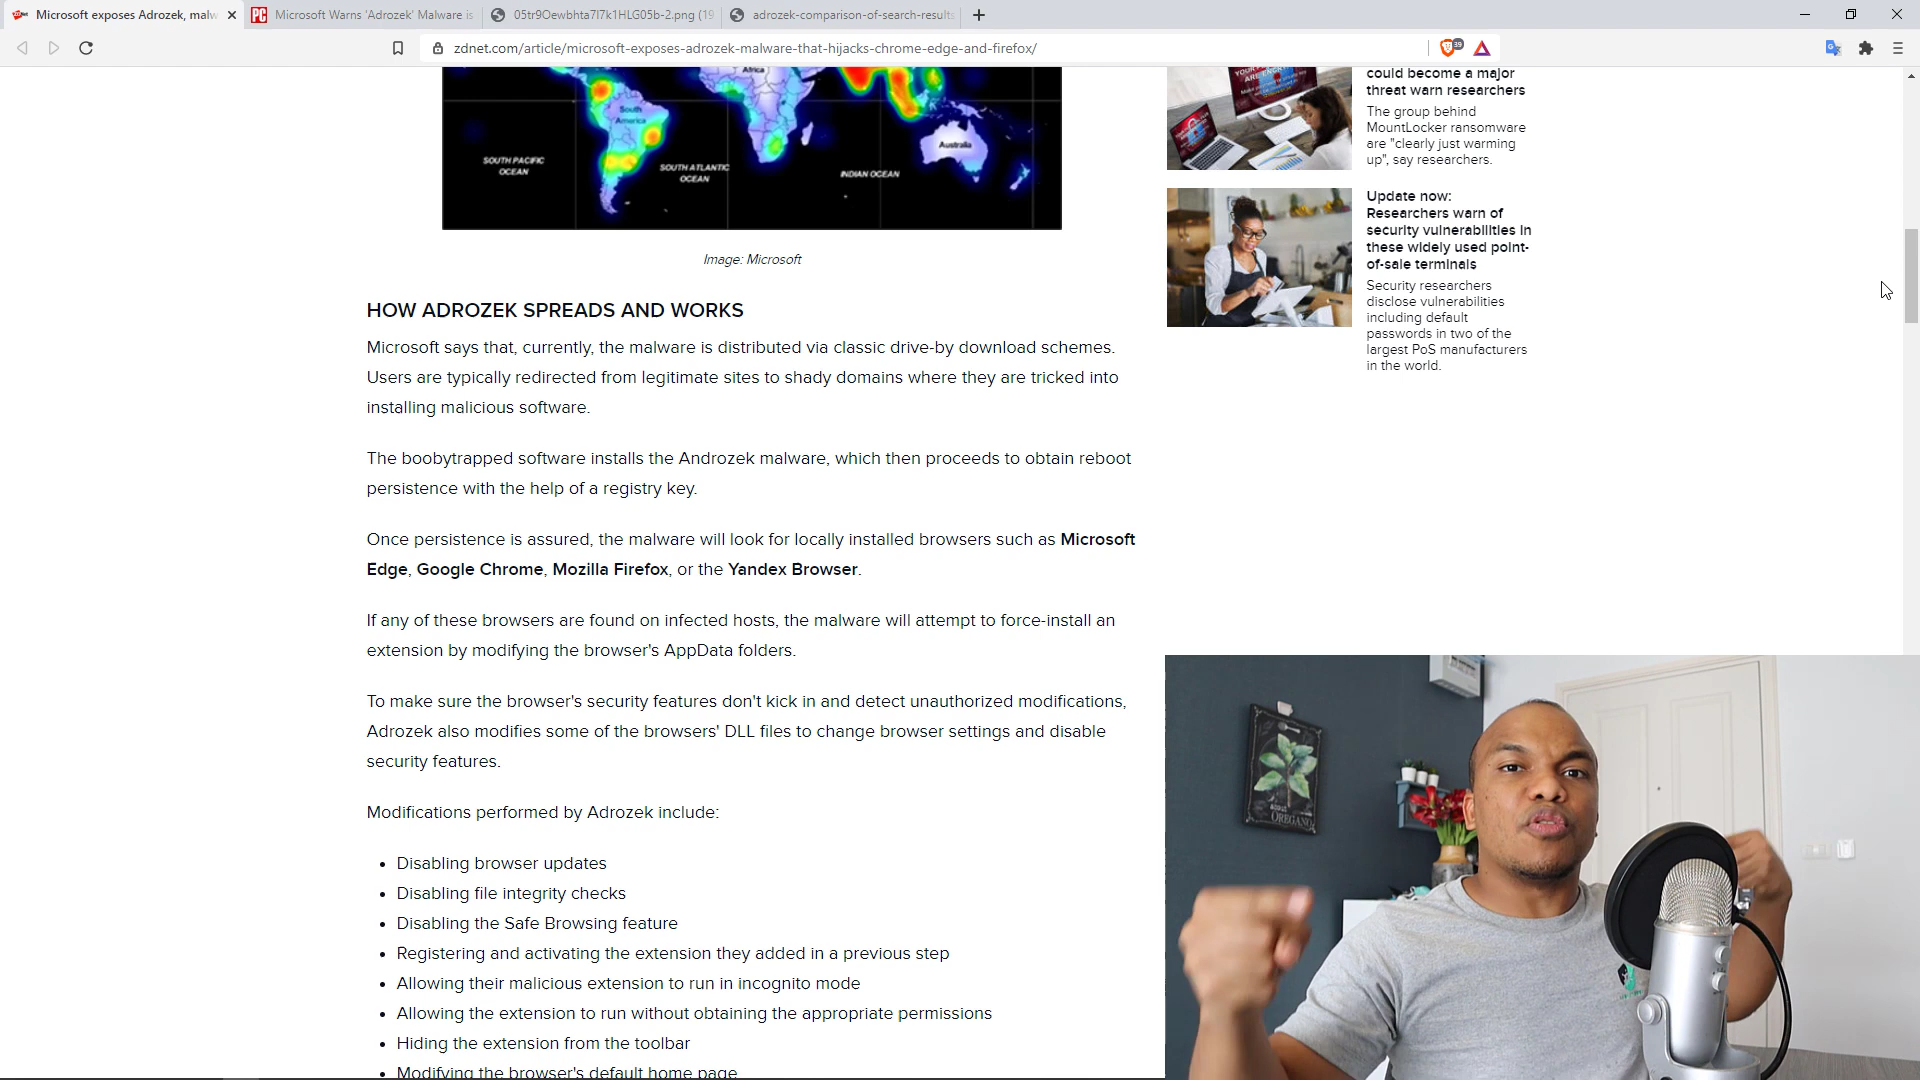 Microsoft exposes Adrozek, malw
Microsoft Warns 'Adrozek' Malware is
05tr9Oewbhta7I7k1HLG05b-2.png (19
adrozek-comparison-of-search-results
zdnet.com/article/microsoft-exposes-adrozek-malware-that-hijacks-chrome-edge-and-firefox/
39
Africa
South
America
Australia
SOUTH PACIFIC
OCEAN
SOUTH ATLANTIC
OCEAN
INDIAN OCEAN
Image: Microsoft
HOW ADROZEK SPREADS AND WORKS
Microsoft says that, currently, the malware is distributed via classic drive-by download schemes.
Users are typically redirected from legitimate sites to shady domains where they are tricked into
installing malicious software.
The boobytrapped software installs the Androzek malware, which then proceeds to obtain reboot
persistence with the help of a registry key.
Once persistence is assured, the malware will look for locally installed browsers such as Microsoft
Edge, Google Chrome, Mozilla Firefox, or the Yandex Browser.
If any of these browsers are found on infected hosts, the malware will attempt to force-install an
extension by modifying the browser's AppData folders.
To make sure the browser's security features don't kick in and detect unauthorized modifications,
Adrozek also modifies some of the browsers' DLL files to change browser settings and disable
security features.
Modifications performed by Adrozek include:
• Disabling browser updates
• Disabling file integrity checks
• Disabling the Safe Browsing feature
• Registering and activating the extension they added in a previous step
• Allowing their malicious extension to run in incognito mode
• Allowing the extension to run without obtaining the appropriate permissions
• Hiding the extension from the toolbar
• Modifying the browser's default home page
could become a major
threat warn researchers
The group behind
MountLocker ransomware
are "clearly just warming
up", say researchers.
Update now:
Researchers warn of
security vulnerabilities in
these widely used point-
of-sale terminals
Security researchers
disclose vulnerabilities
including default
passwords in two of the
largest PoS manufacturers
in the world.
OREGANO